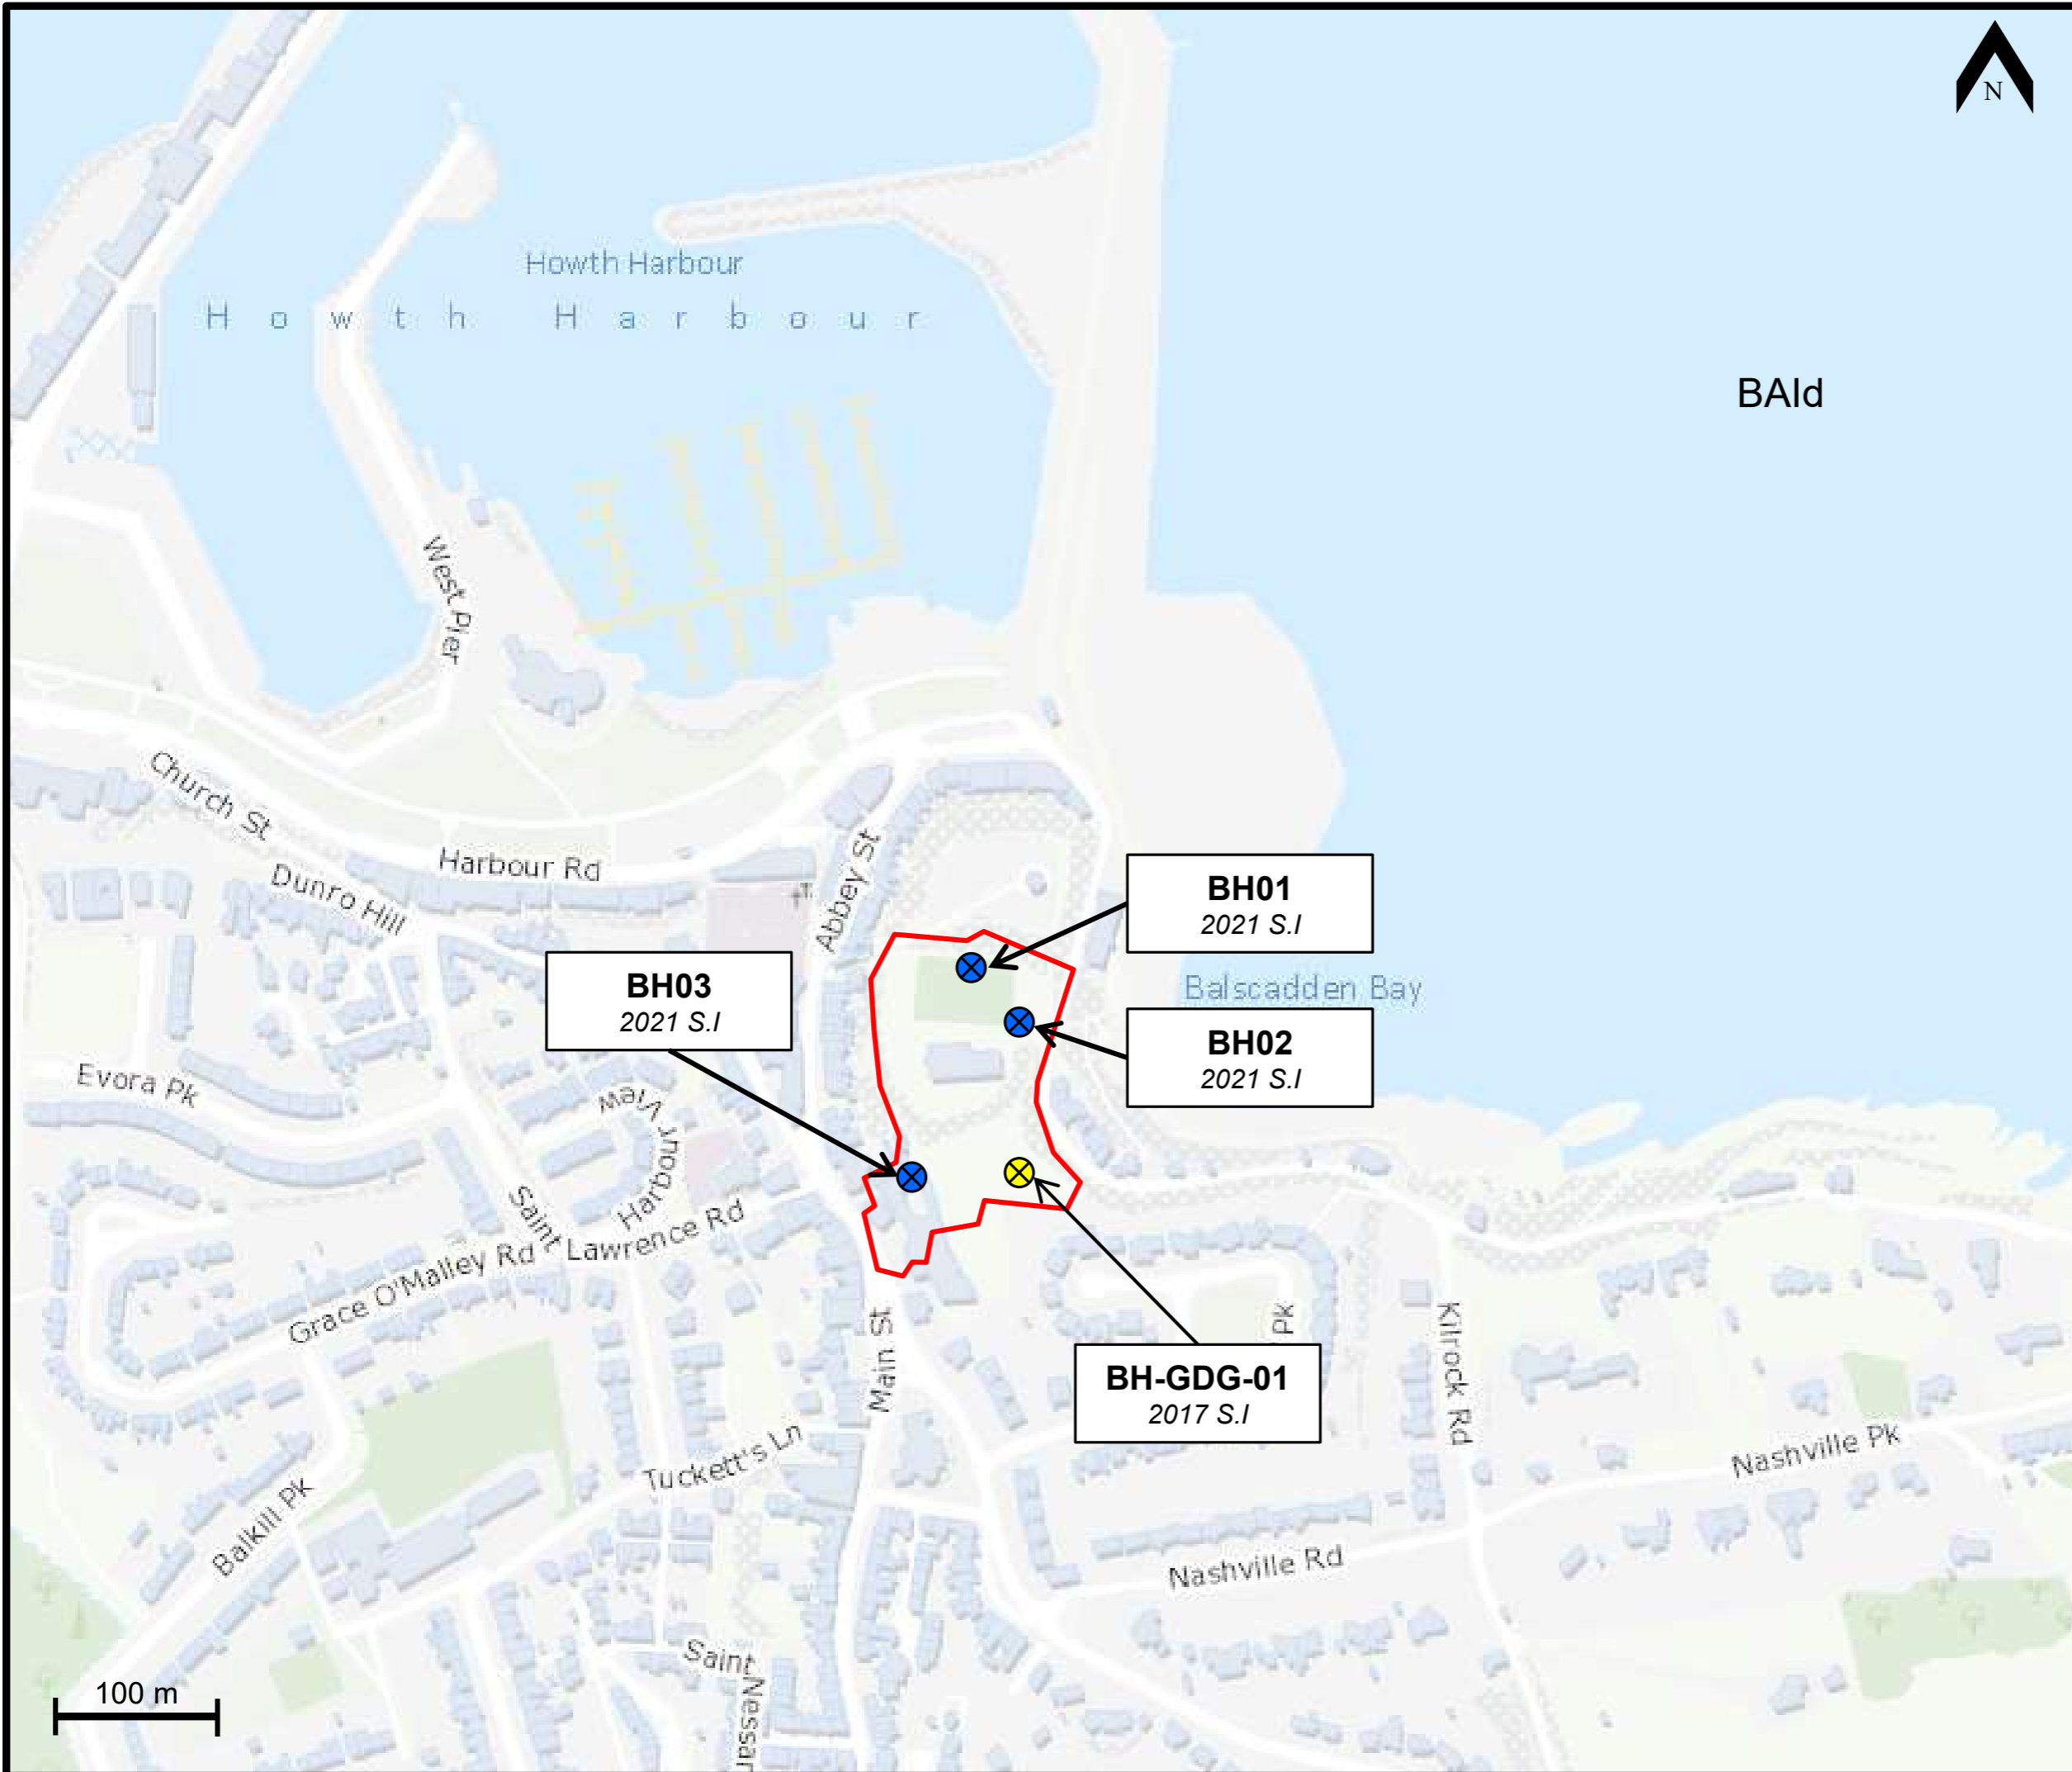 N
Howth Harbour
Howth Harbour
BAld
West Pier
Church St
Harbour Rd
Dunro Hill
Abbey St
BH01
2021 S.I
BH03
2021 S.I
Balscadden Bay
BH02
2021 S.I
Evora Pk
Harbour View
Saint Lawrence Rd
Grace O'Malley Rd
Main St
Pk
Kilrock Rd
BH-GDG-01
2017 S.I
Tuckett's Ln
Nashville Pk
Balkill Pk
Nashville Rd
Saint Nessan
100 m